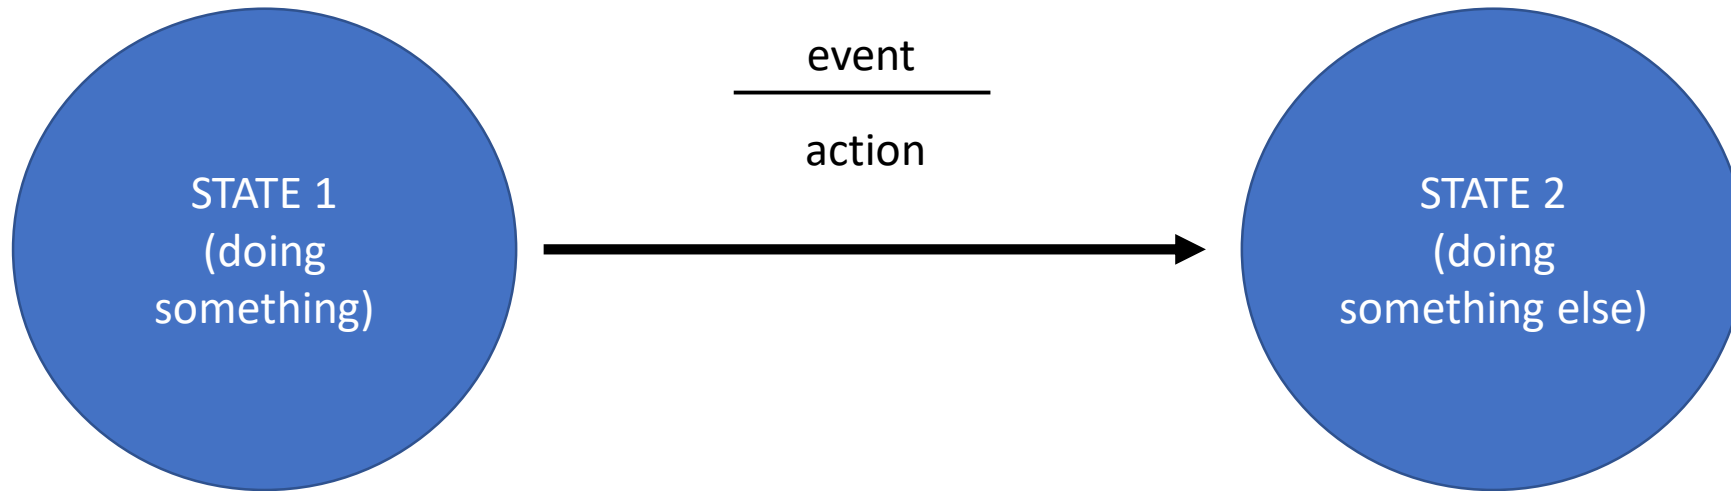 STATE 1
(doing
something)
event
action
STATE 2
(doing
something else)